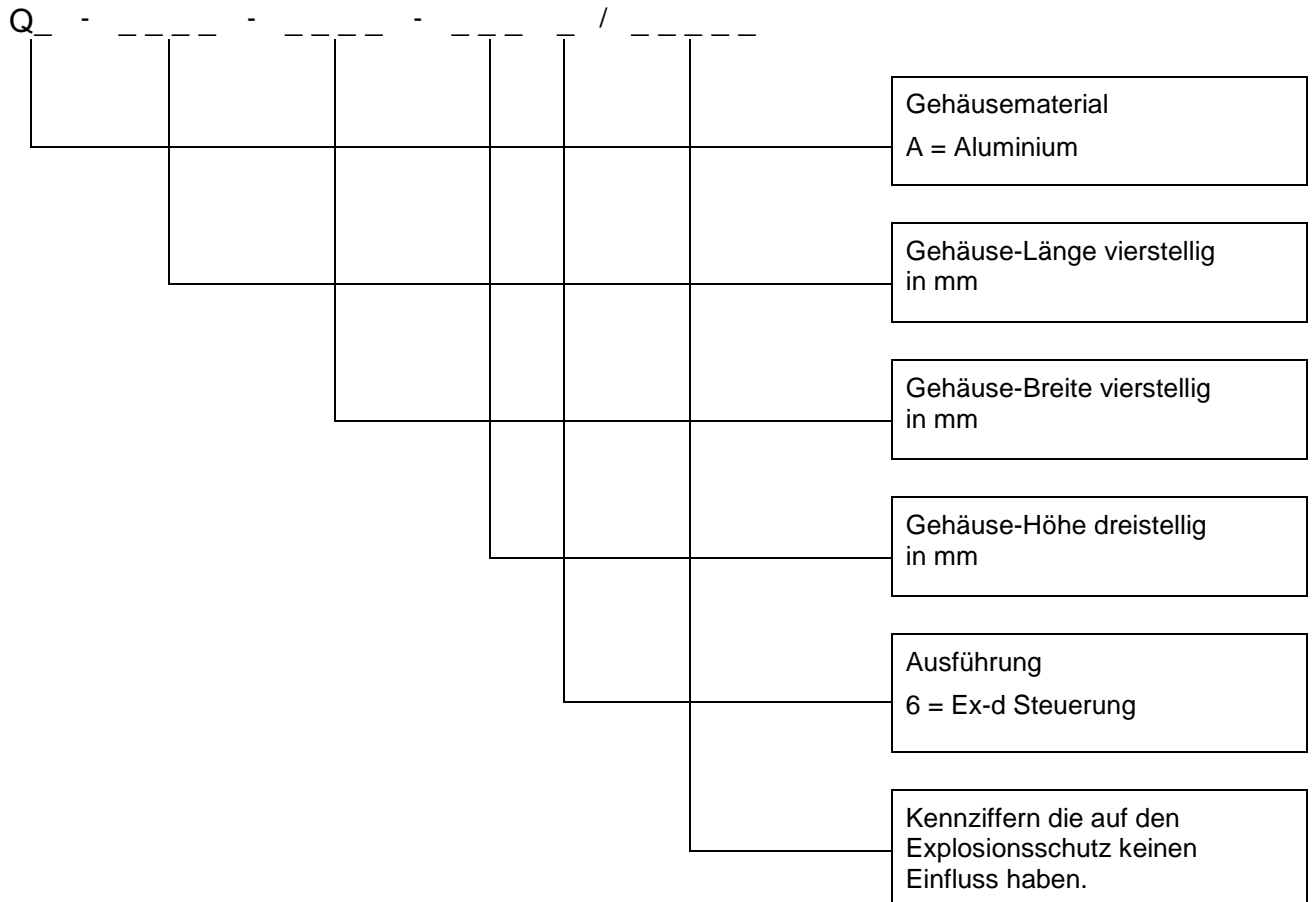 Q_ - _ _ _ _ - _ _ _ _ - _ _ _ _ / _ _ _ _ _
Gehäusematerial
A = Aluminium
Gehäuse-Länge vierstellig
in mm
Gehäuse-Breite vierstellig
in mm
Gehäuse-Höhe dreistellig
in mm
Ausführung
6 = Ex-d Steuerung
Kennziffern die auf den
Explosionsschutz keinen
Einfluss haben.